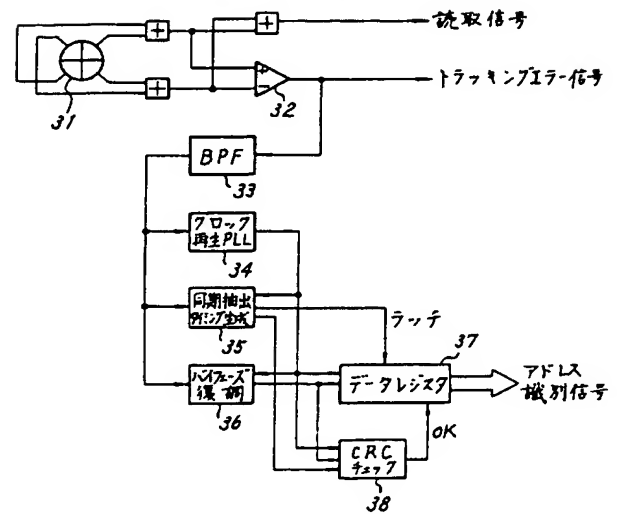 +
+
+
読取信号
31
+
-
32
トラッキングエラー信号
BPF
33
クロック
再生PLL
34
同期抽出
タイミング生成
35
ラッチ
37
バイフェーズ
復調
36
データレジスタ
アドレス
識別信号
OK
CRC
チェック
38